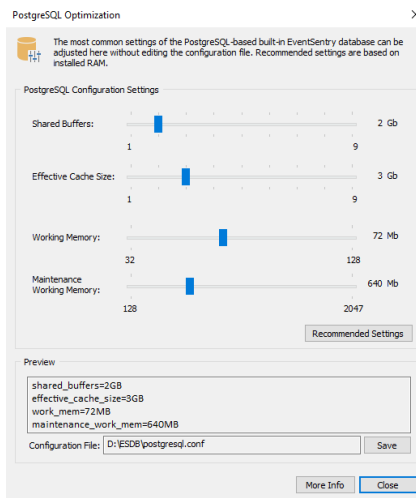 PostgreSQL Optimization
The most common settings of the PostgreSQL-based built-in EventSentry database can be
adjusted here without editing the configuration file. Recommended settings are based on
installed RAM.
PostgreSQL Configuration Settings
Shared Buffers:
2 Gb
1
9
Effective Cache Size:
3 Gb
1
9
Working Memory:
72 Mb
32
128
Maintenance
Working Memory:
640 Mb
128
2047
Recommended Settings
Preview
shared_buffers=2GB
effective_cache_size=3GB
work_mem=72MB
maintenance_work_mem=640MB
Configuration File:
D:\ESDB\postgresql.conf
Save
More Info
Close